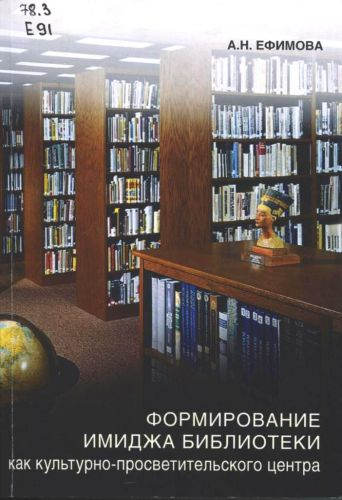 78.3
Е91
А.Н. ЕФИМОВА
ФОРМИРОВАНИЕ
ИМИДЖА БИБЛИОТЕКИ
как культурно-просветительского центра